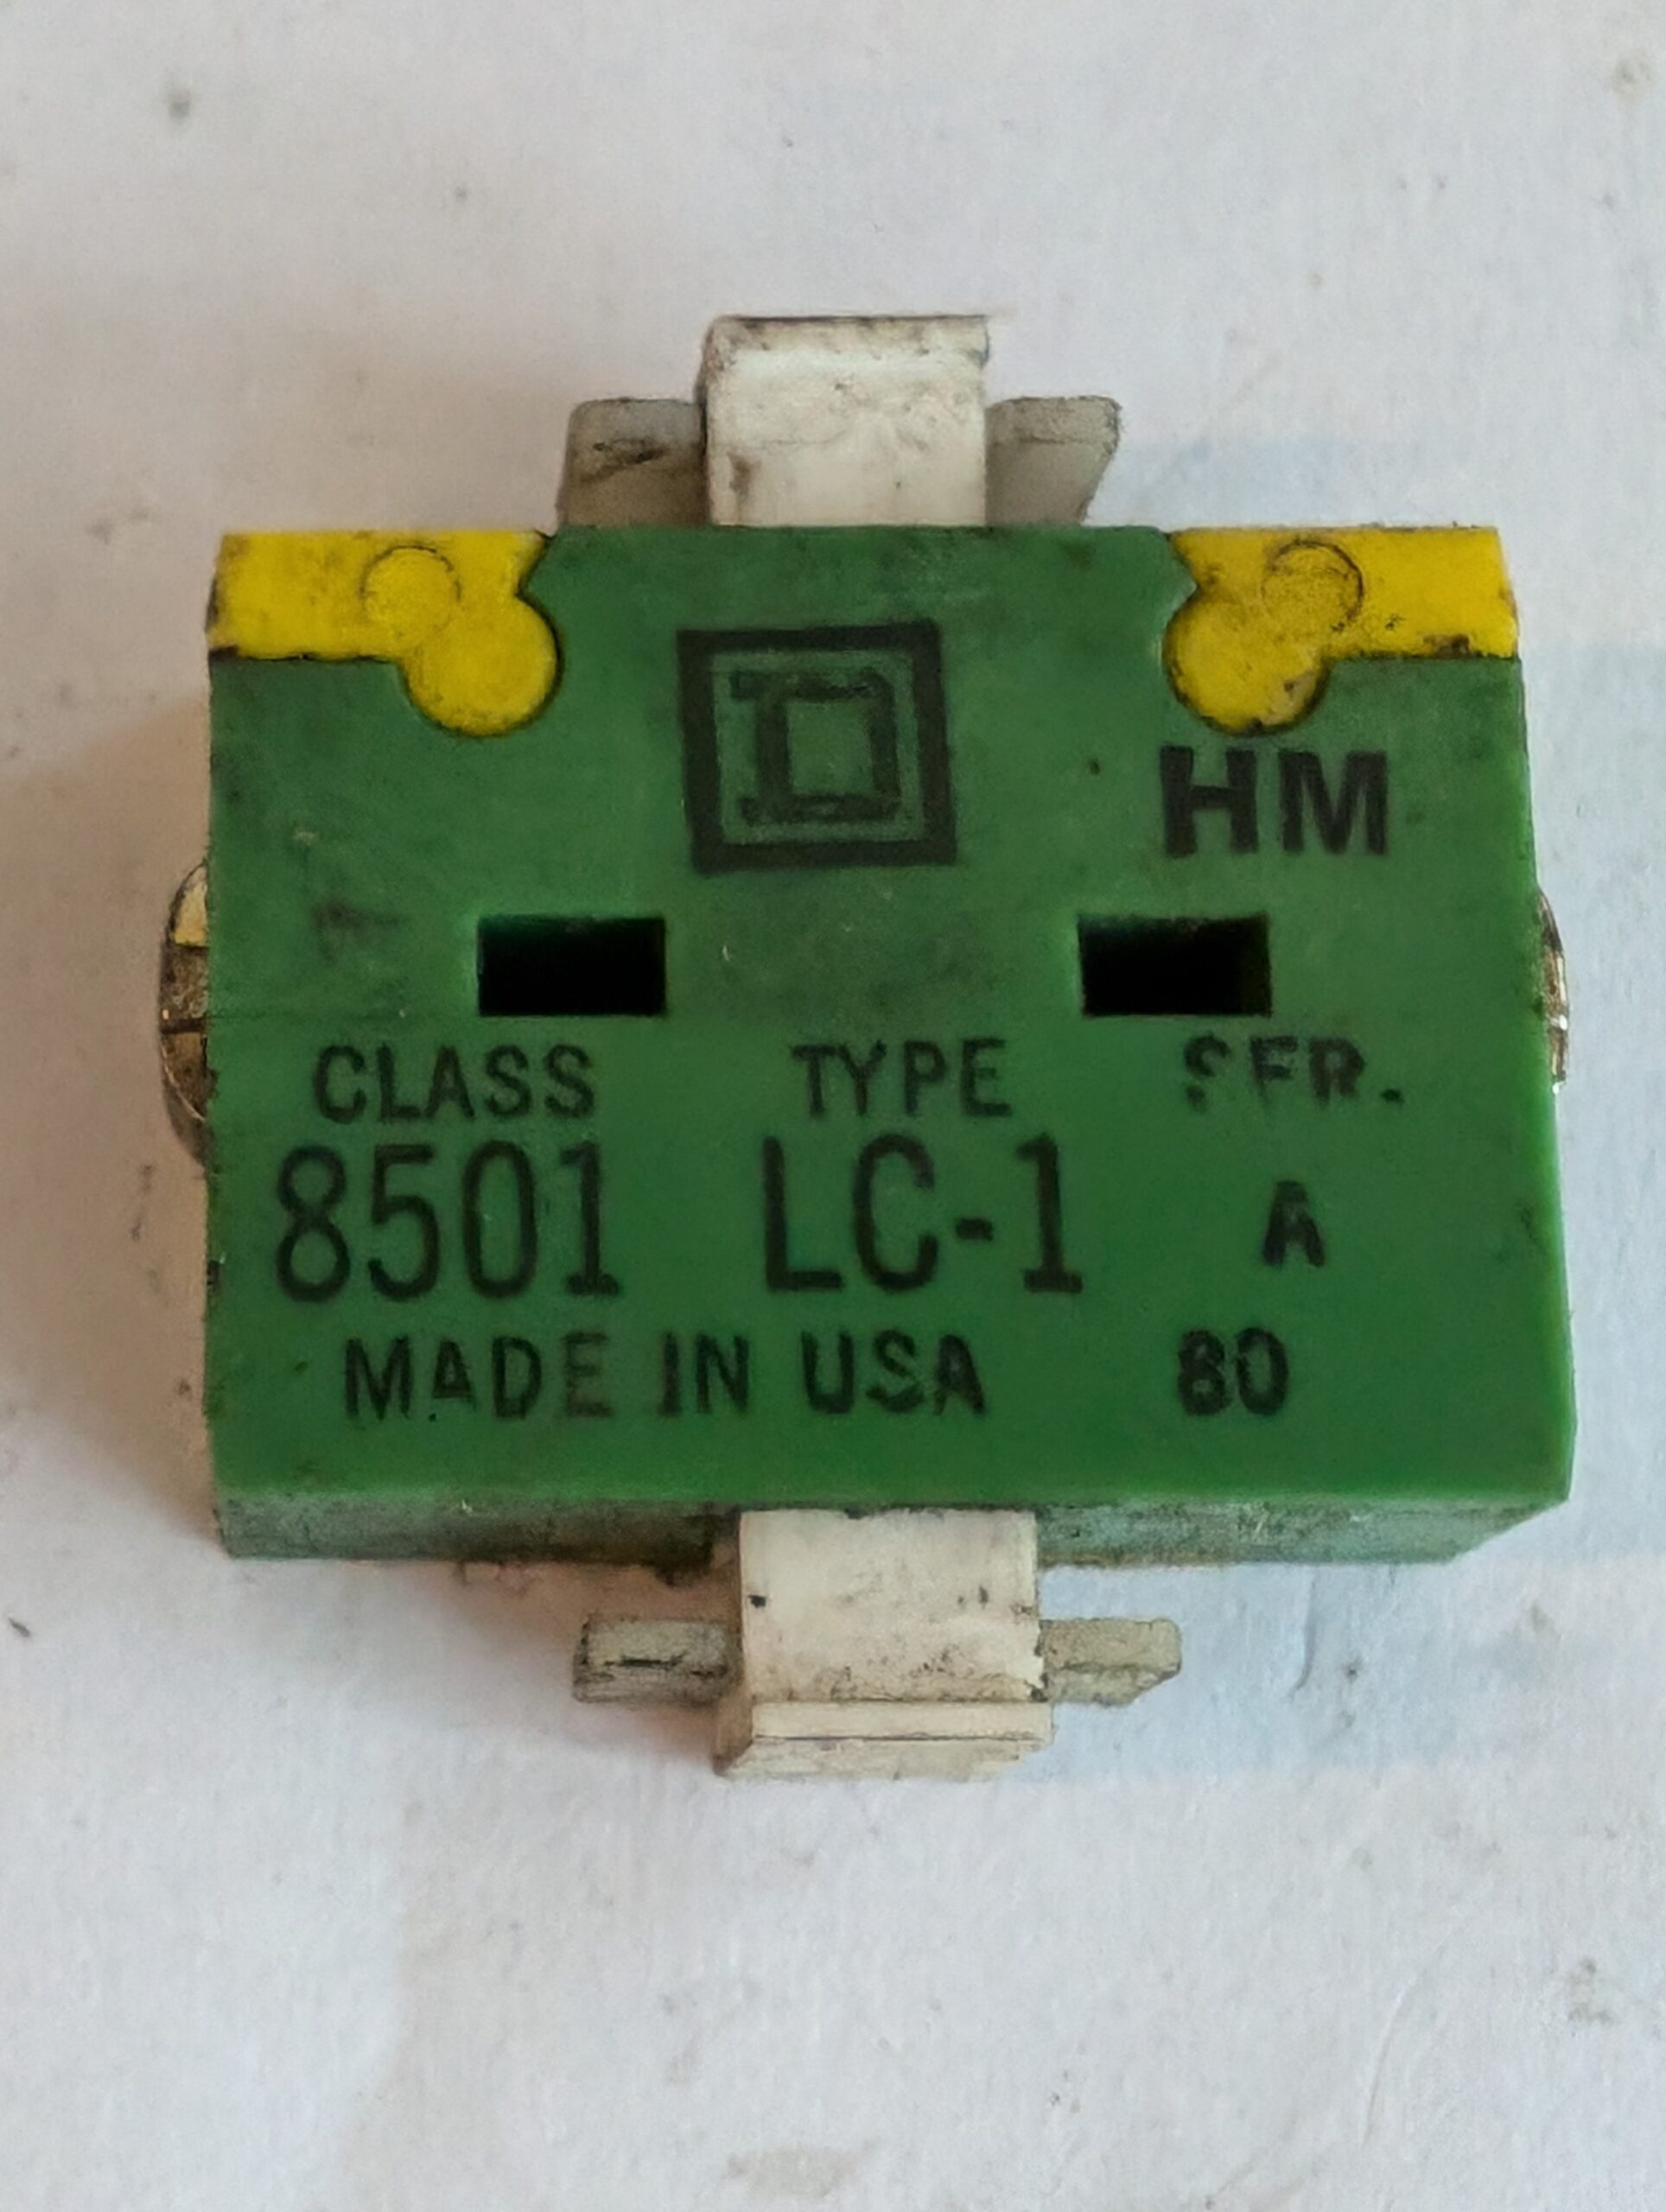 HM
CLASS TYPE SER.
8501 LC-1 A
MADE IN USA 80